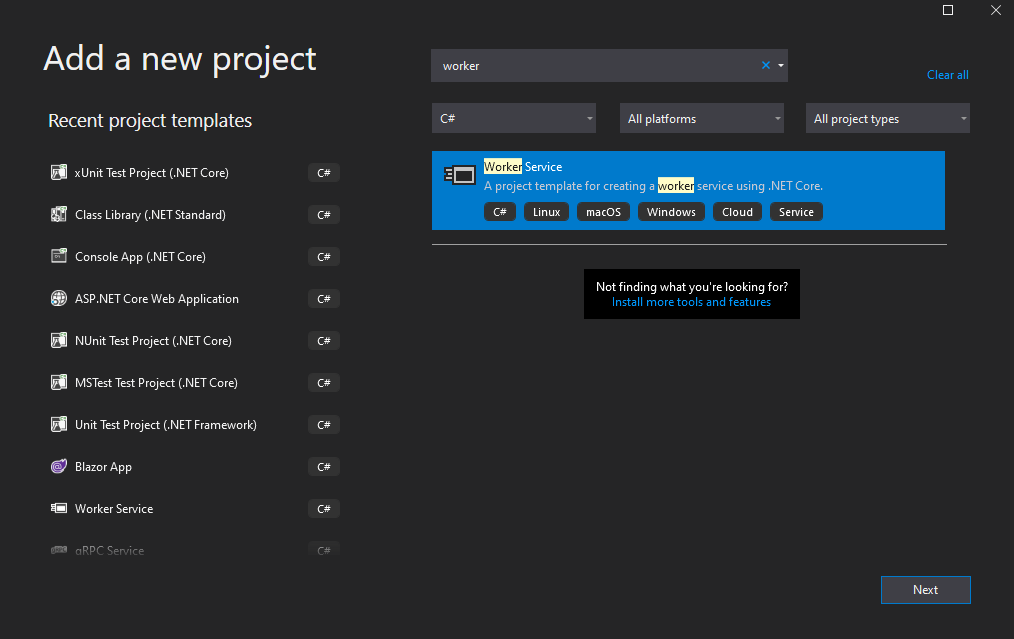 Add a new project
Recent project templates
xUnit Test Project (.NET Core) C#
Class Library (.NET Standard) C#
Console App (.NET Core) C#
ASP.NET Core Web Application C#
NUnit Test Project (.NET Core) C#
MSTest Test Project (.NET Core) C#
Unit Test Project (.NET Framework) C#
Blazor App C#
Worker Service C#
gRPC Service C#
worker
Clear all
C# All platforms All project types
Worker Service
A project template for creating a worker service using .NET Core.
C# Linux macOS Windows Cloud Service
Not finding what you're looking for?
Install more tools and features
Next